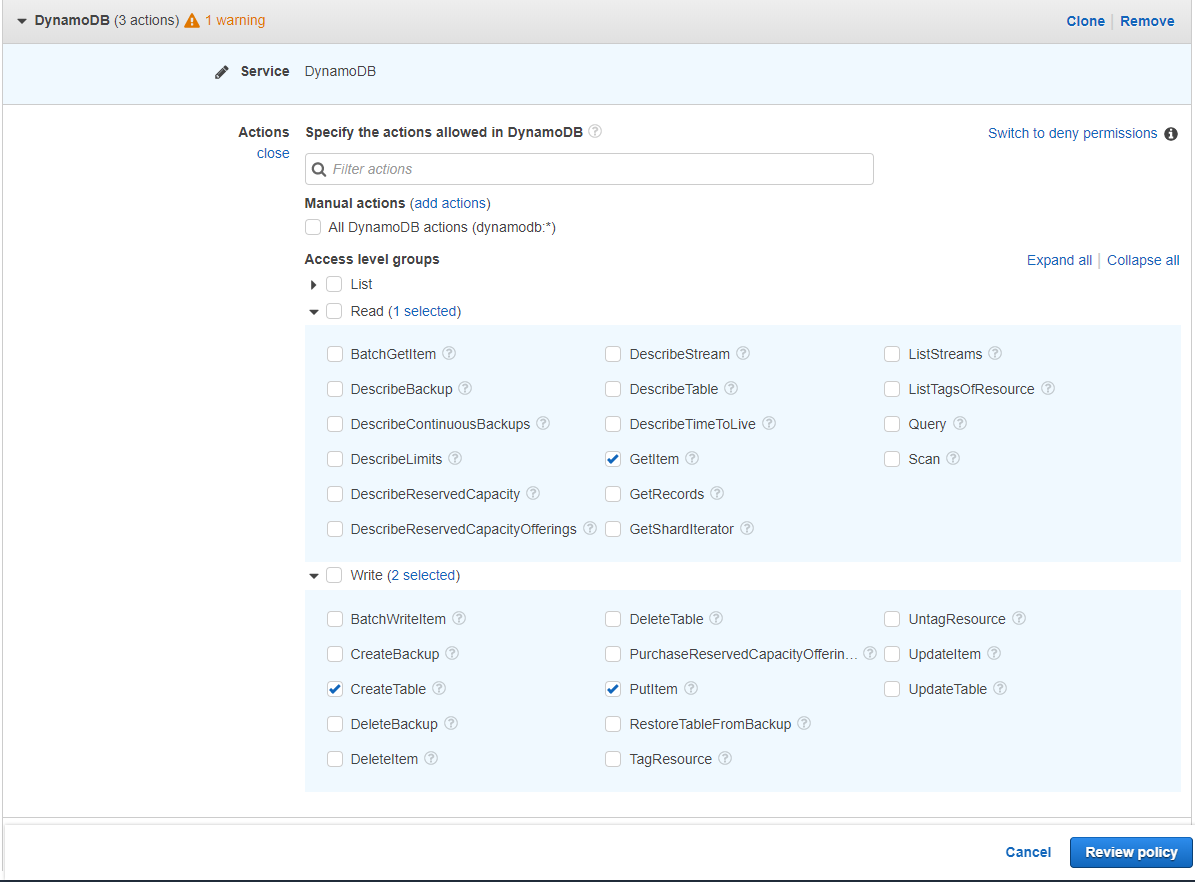 DynamoDB (3 actions) 1 warning Clone Remove
Service DynamoDB
Actions Specify the actions allowed in DynamoDB ? Switch to deny permissions i
close
Filter actions
Manual actions (add actions)
All DynamoDB actions (dynamodb:*)
Access level groups Expand all Collapse all
List
Read (1 selected)
BatchGetItem ? DescribeStream ? ListStreams ?
DescribeBackup ? DescribeTable ? ListTagsOfResource ?
DescribeContinuousBackups ? DescribeTimeToLive ? Query ?
DescribeLimits ? GetItem ? Scan ?
DescribeReservedCapacity ? GetRecords ?
DescribeReservedCapacityOfferings ? GetShardIterator ?
Write (2 selected)
BatchWriteItem ? DeleteTable ? UntagResource ?
CreateBackup ? PurchaseReservedCapacityOfferin... ? UpdateItem ?
CreateTable ? PutItem ? UpdateTable ?
DeleteBackup ? RestoreTableFromBackup ?
DeleteItem ? TagResource ?
Cancel Review policy